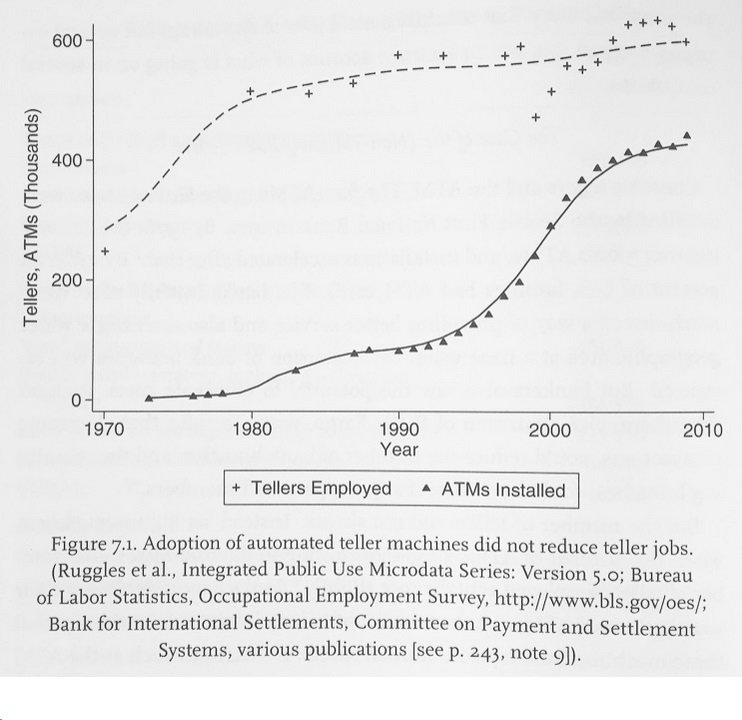 600
400
200
0
Tellers, ATMs (Thousands)
1970 1980 1990 2000 2010
Year
+ Tellers Employed ▲ ATMs Installed
Figure 7.1. Adoption of automated teller machines did not reduce teller jobs.
(Ruggles et al., Integrated Public Use Microdata Series: Version 5.0; Bureau
of Labor Statistics, Occupational Employment Survey, http://www.bls.gov/oes/;
Bank for International Settlements, Committee on Payment and Settlement
Systems, various publications [see p. 243, note 9]).